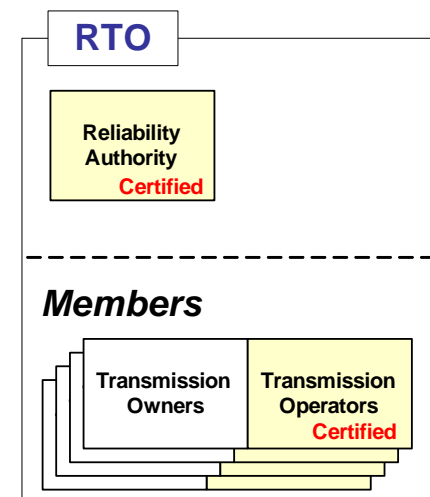 RTO
Reliability
Authority
Certified
Members
Transmission
Owners
Transmission
Operators
Certified